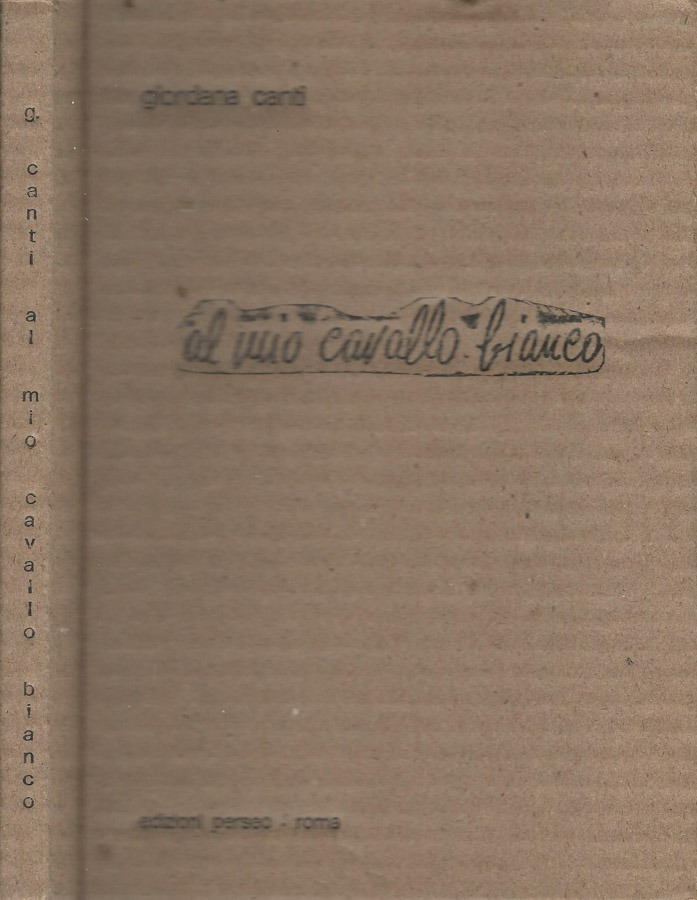 g. canti al mio cavallo bianco
giordana canti
al mio cavallo bianco
edizioni perseo - roma